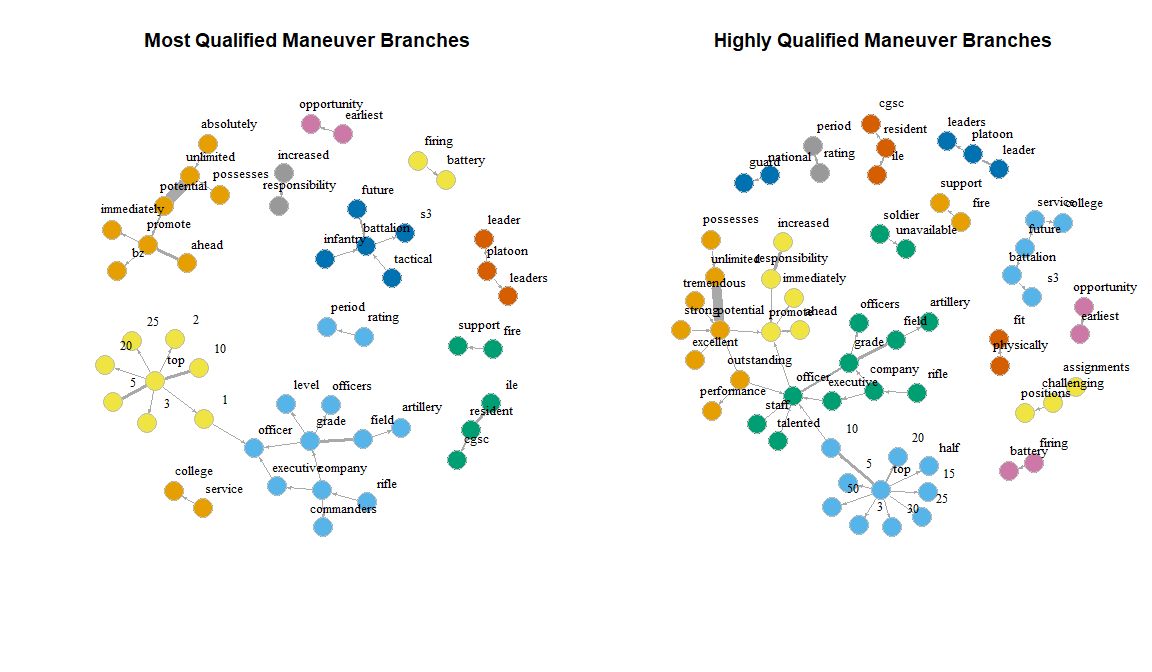 Most Qualified Maneuver Branches
opportunity
earliest
absolutely
firing
unlimited
increased
battery
possesses
potential
responsibility
future
immediately
s3
promote
battalion
leader
infantry
ahead
bz
platoon
tactical
leaders
period
rating
25
2
support
fire
20
10
top
5
level
officers
ile
3
1
artillery
resident
grade
field
officer
cgsc
college
executive
company
service
rifle
commanders
Highly Qualified Maneuver Branches
cgsc
period
resident
leaders
platoon
leader
national
rating
ile
guard
support
fire
service
college
possesses
increased
soldier
unavailable
future
unlimited
responsibility
battalion
tremendous
immediately
s3
opportunity
strong
potential
promote
ahead
officers
artillery
earliest
field
fit
excellent
grade
physically
outstanding
company
assignments
performance
officer
executive
rifle
challenging
positions
staff
talented
10
20
half
firing
battery
5
top
15
50
25
3
30